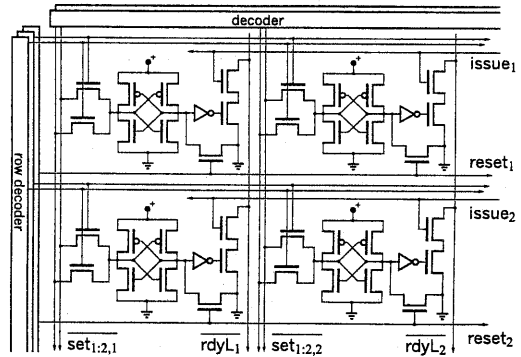 decoder
issue1
reset1
row decoder
issue2
reset2
set1:2,1 rdyL1 set1:2,2 rdyL2